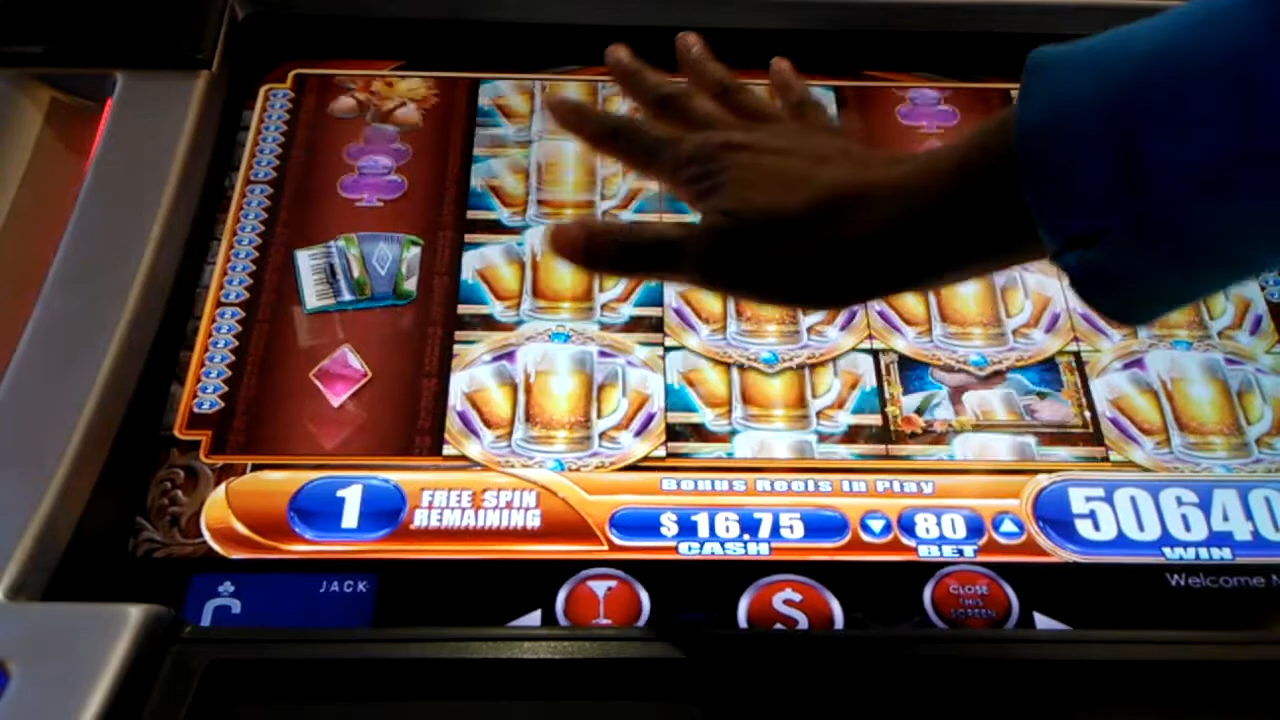 2
1
FREE SPIN
REMAINING
Bonus Reels In Play
$ 16.75
CASH
80
BET
50640
WIN
JACK
Welcome
$
CLOSE
THIS
SCREEN